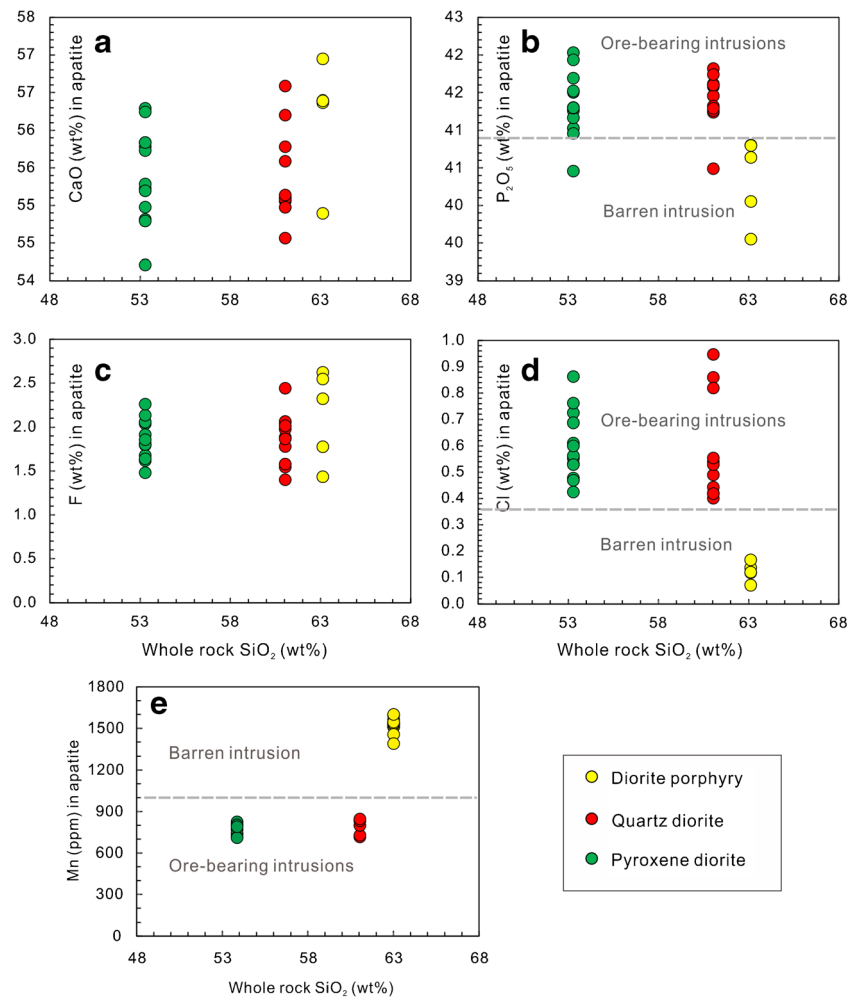 a
58
57
57
56
56
55
55
54
CaO (wt%) in apatite
48 53 58 63 68
b
Ore-bearing intrusions
Barren intrusion
43
42
42
41
41
40
40
39
P₂O₅ (wt%) in apatite
48 53 58 63 68
c
3.0
2.5
2.0
1.5
1.0
0.5
0.0
F (wt%) in apatite
48 53 58 63 68
Whole rock SiO₂ (wt%)
d
Ore-bearing intrusions
Barren intrusion
1.0
0.9
0.8
0.7
0.6
0.5
0.4
0.3
0.2
0.1
0.0
Cl (wt%) in apatite
48 53 58 63 68
Whole rock SiO₂ (wt%)
e
Barren intrusion
Ore-bearing intrusions
1800
1500
1200
900
600
300
0
Mn (ppm) in apatite
48 53 58 63 68
Whole rock SiO₂ (wt%)
Diorite porphyry
Quartz diorite
Pyroxene diorite